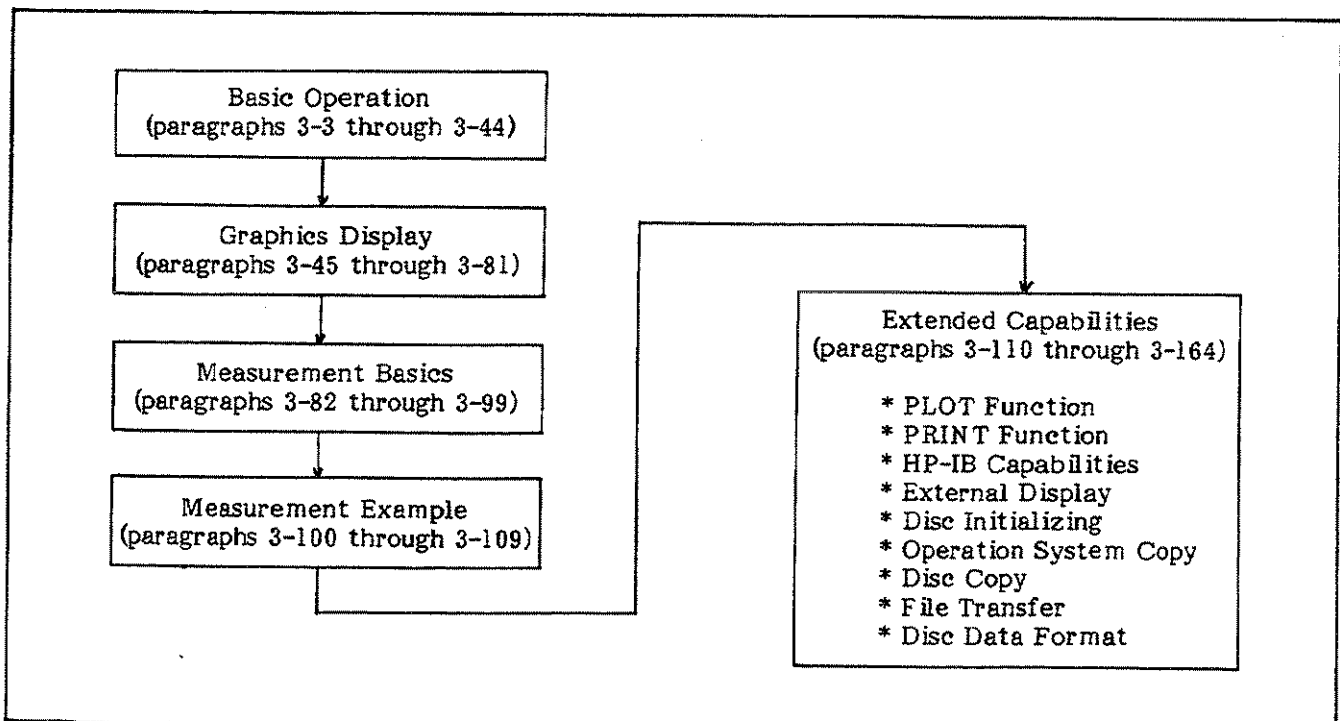 Basic Operation
(paragraphs 3-3 through 3-44)
Graphics Display
(paragraphs 3-45 through 3-81)
Measurement Basics
(paragraphs 3-82 through 3-99)
Measurement Example
(paragraphs 3-100 through 3-109)
Extended Capabilities
(paragraphs 3-110 through 3-164)
* PLOT Function
* PRINT Function
* HP-IB Capabilities
* External Display
* Disc Initializing
* Operation System Copy
* Disc Copy
* File Transfer
* Disc Data Format